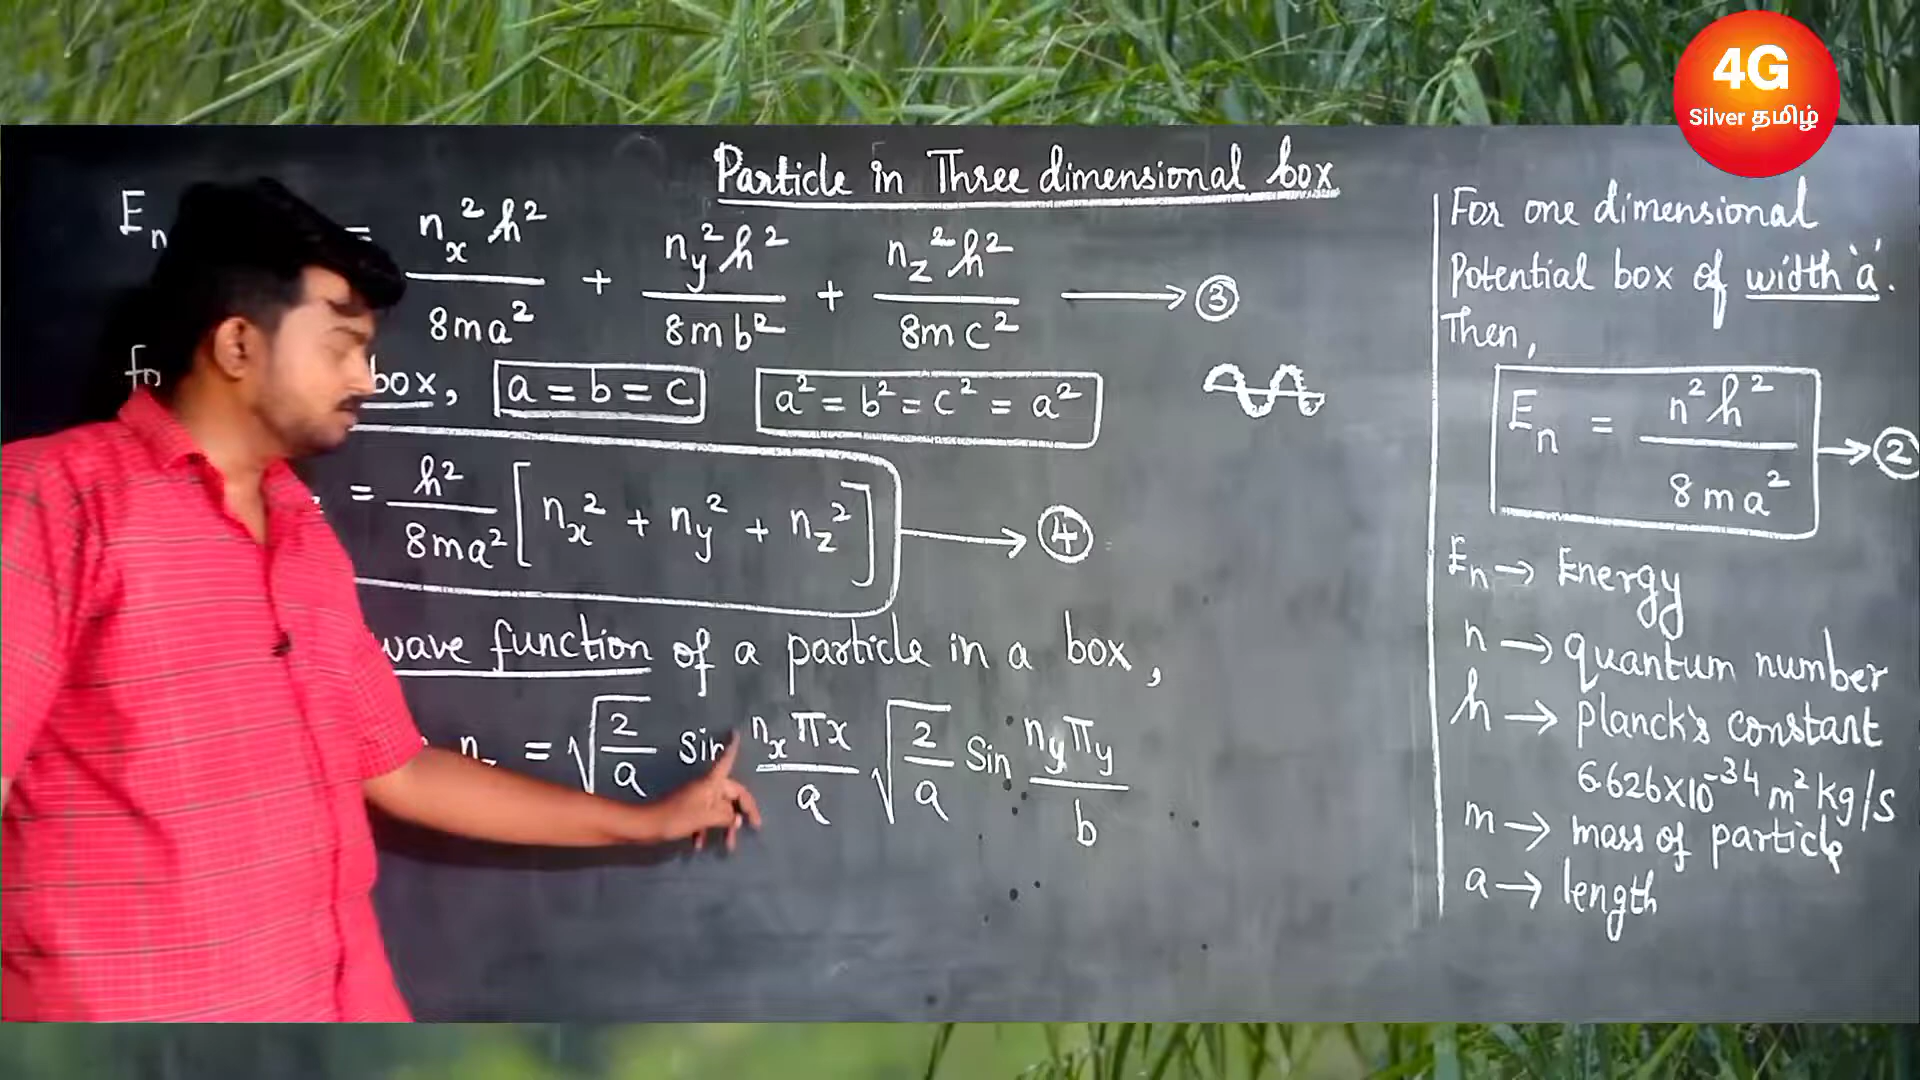 4G
Silver தமிழ்
Particle in Three dimensional box
En = nx²h²/8ma² + ny²h²/8mb² + nz²h²/8mc² → ③
box, a = b = c a² = b² = c² = a²
= h²/8ma² [nx² + ny² + nz²] → ④
wave function of a particle in a box,
= √2/a Sin nxπx/a √2/a Sin nyπy/b
For one dimensional
Potential box of width 'a'.
Then,
En = n²h²/8ma² → ②
En → Energy
n → quantum number
h → planck's constant
6.626x10⁻³⁴ m² kg/s
m → mass of particle
a → length